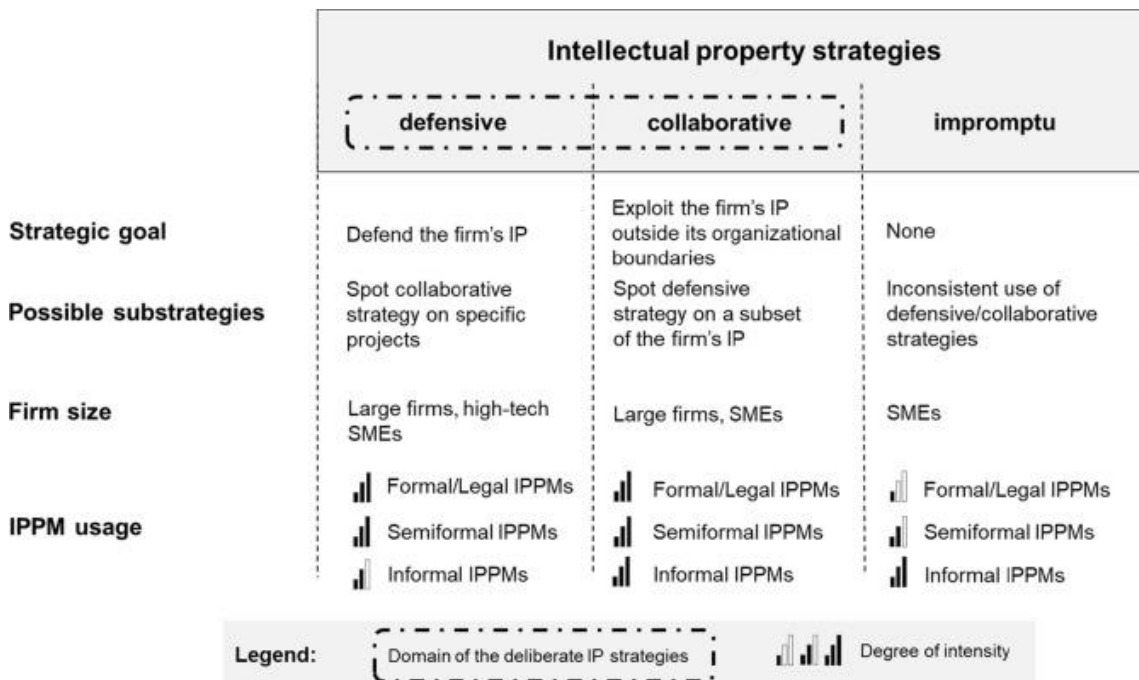 Intellectual property strategies
defensive
collaborative
impromptu
Strategic goal
Defend the firm's IP
Exploit the firm's IP
outside its organizational
boundaries
None
Possible substrategies
Spot collaborative
strategy on specific
projects
Spot defensive
strategy on a subset
of the firm's IP
Inconsistent use of
defensive/collaborative
strategies
Firm size
Large firms, high-tech
SMEs
Large firms, SMEs
SMEs
IPPM usage
Formal/Legal IPPMs
Semiformal IPPMs
Informal IPPMs
Formal/Legal IPPMs
Semiformal IPPMs
Informal IPPMs
Formal/Legal IPPMs
Semiformal IPPMs
Informal IPPMs
Legend:
Domain of the deliberate IP strategies
Degree of intensity